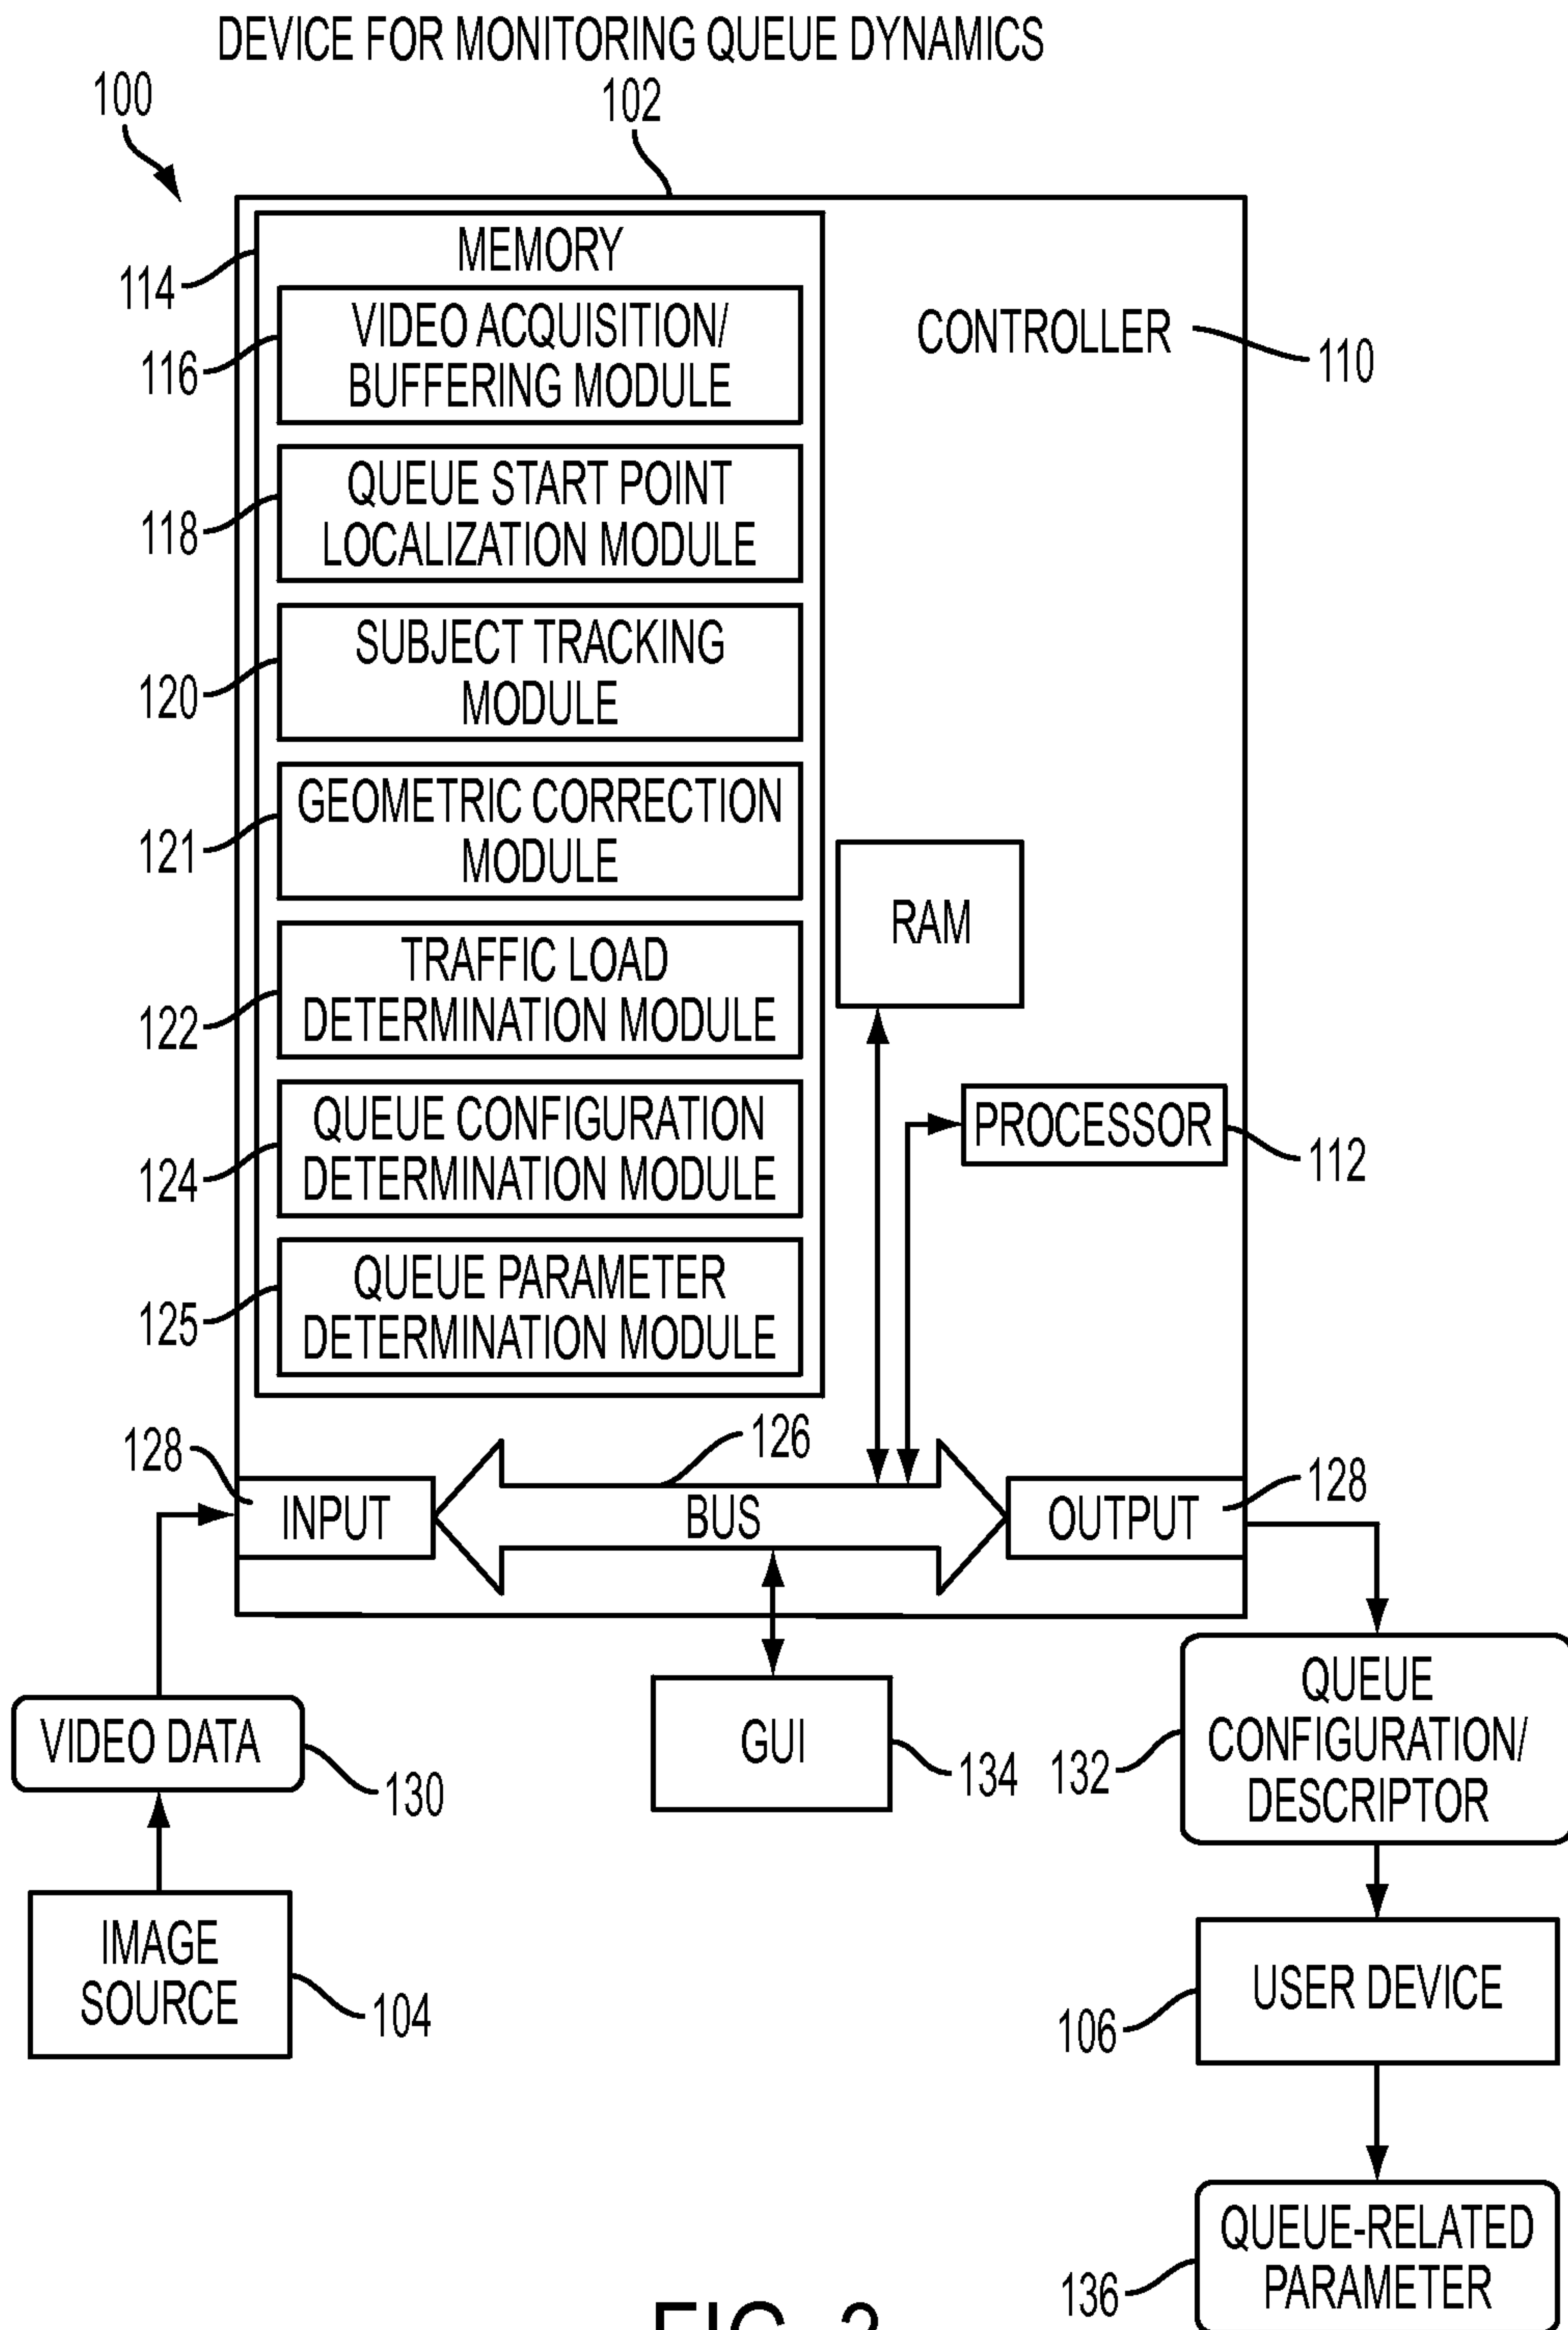 DEVICE FOR MONITORING QUEUE DYNAMICS
100
102
MEMORY
114
VIDEO ACQUISITION/
BUFFERING MODULE
116
CONTROLLER
110
QUEUE START POINT
LOCALIZATION MODULE
118
SUBJECT TRACKING
MODULE
120
GEOMETRIC CORRECTION
MODULE
121
RAM
TRAFFIC LOAD
DETERMINATION MODULE
122
QUEUE CONFIGURATION
DETERMINATION MODULE
124
PROCESSOR
112
QUEUE PARAMETER
DETERMINATION MODULE
125
128
INPUT
126
BUS
OUTPUT
128
VIDEO DATA
130
GUI
134
QUEUE
CONFIGURATION/
DESCRIPTOR
132
IMAGE
SOURCE
104
USER DEVICE
106
QUEUE-RELATED
PARAMETER
136
FIG.